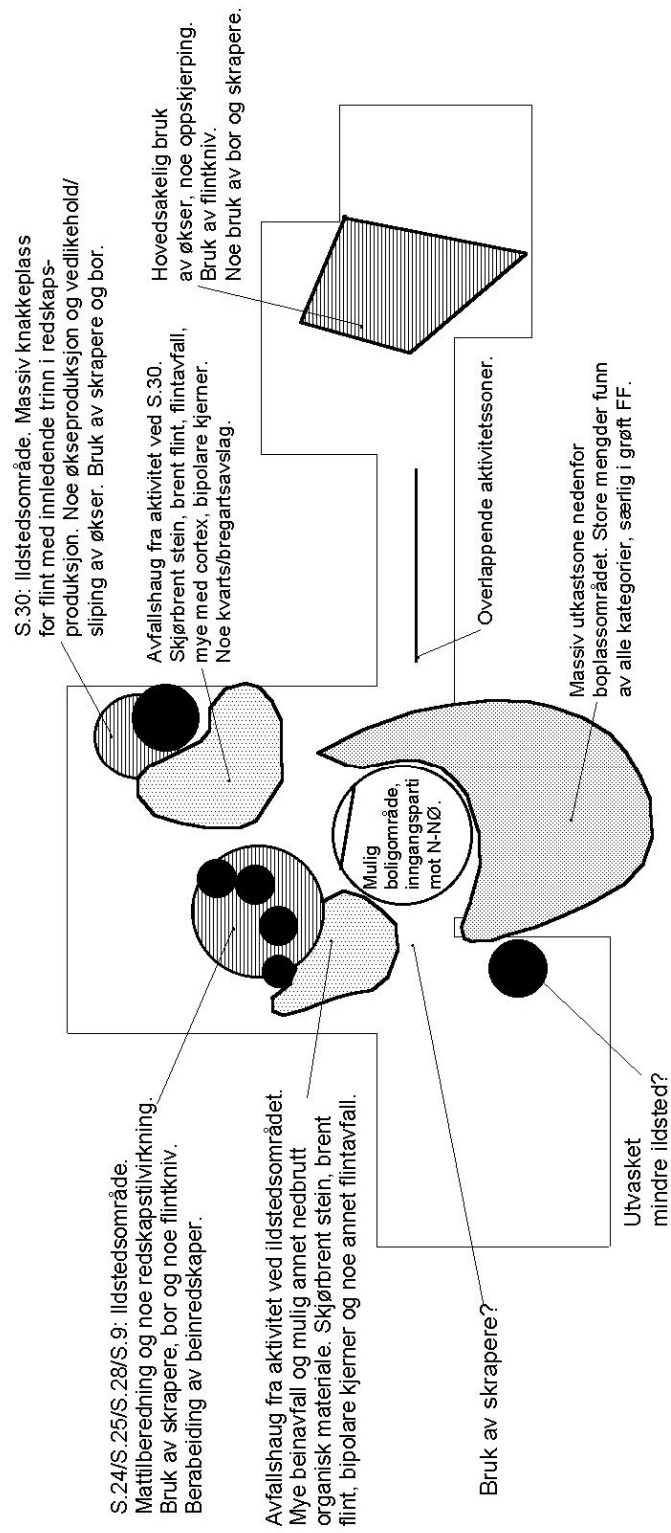 S.24/S.25/S.28/S.9: Ildstedsområde.
Mattilberedning og noe redskapstilvirkning.
Bruk av skrapere, bor og noe flintkniv.
Berabeiding av beinredskaper.
Avfallshaug fra aktivitet ved ildstedsområdet.
Mye beinavfall og mulig annet nedbrutt
organisk materiale. Skjørbrent stein, brent
flint, bipolare kjerner og noe annet flintavfall.
Bruk av skrapere?
Utvasket
mindre ildsted?
Mulig
boligområde,
inngangsparti
mot N-NØ.
S.30: Ildstedsområde. Massiv knakkeplass
for flint med innledende trinn i redskaps-
produksjon. Noe økseproduksjon og vedlikehold/
sliping av økser. Bruk av skrapere og bor.
Avfallshaug fra aktivitet ved S.30.
Skjørbrent stein, brent flint, flintavfall,
mye med cortex, bipolare kjerner.
Noe kvarts/bregartsavslag.
Overlappende aktivitetssoner.
Massiv utkastsone nedenfor
boplassområdet. Store mengder funn
av alle kategorier, særlig i grøft FF.
Hovedsakelig bruk
av økser, noe oppskjerping.
Bruk av flintkniv.
Noe bruk av bor og skrapere.